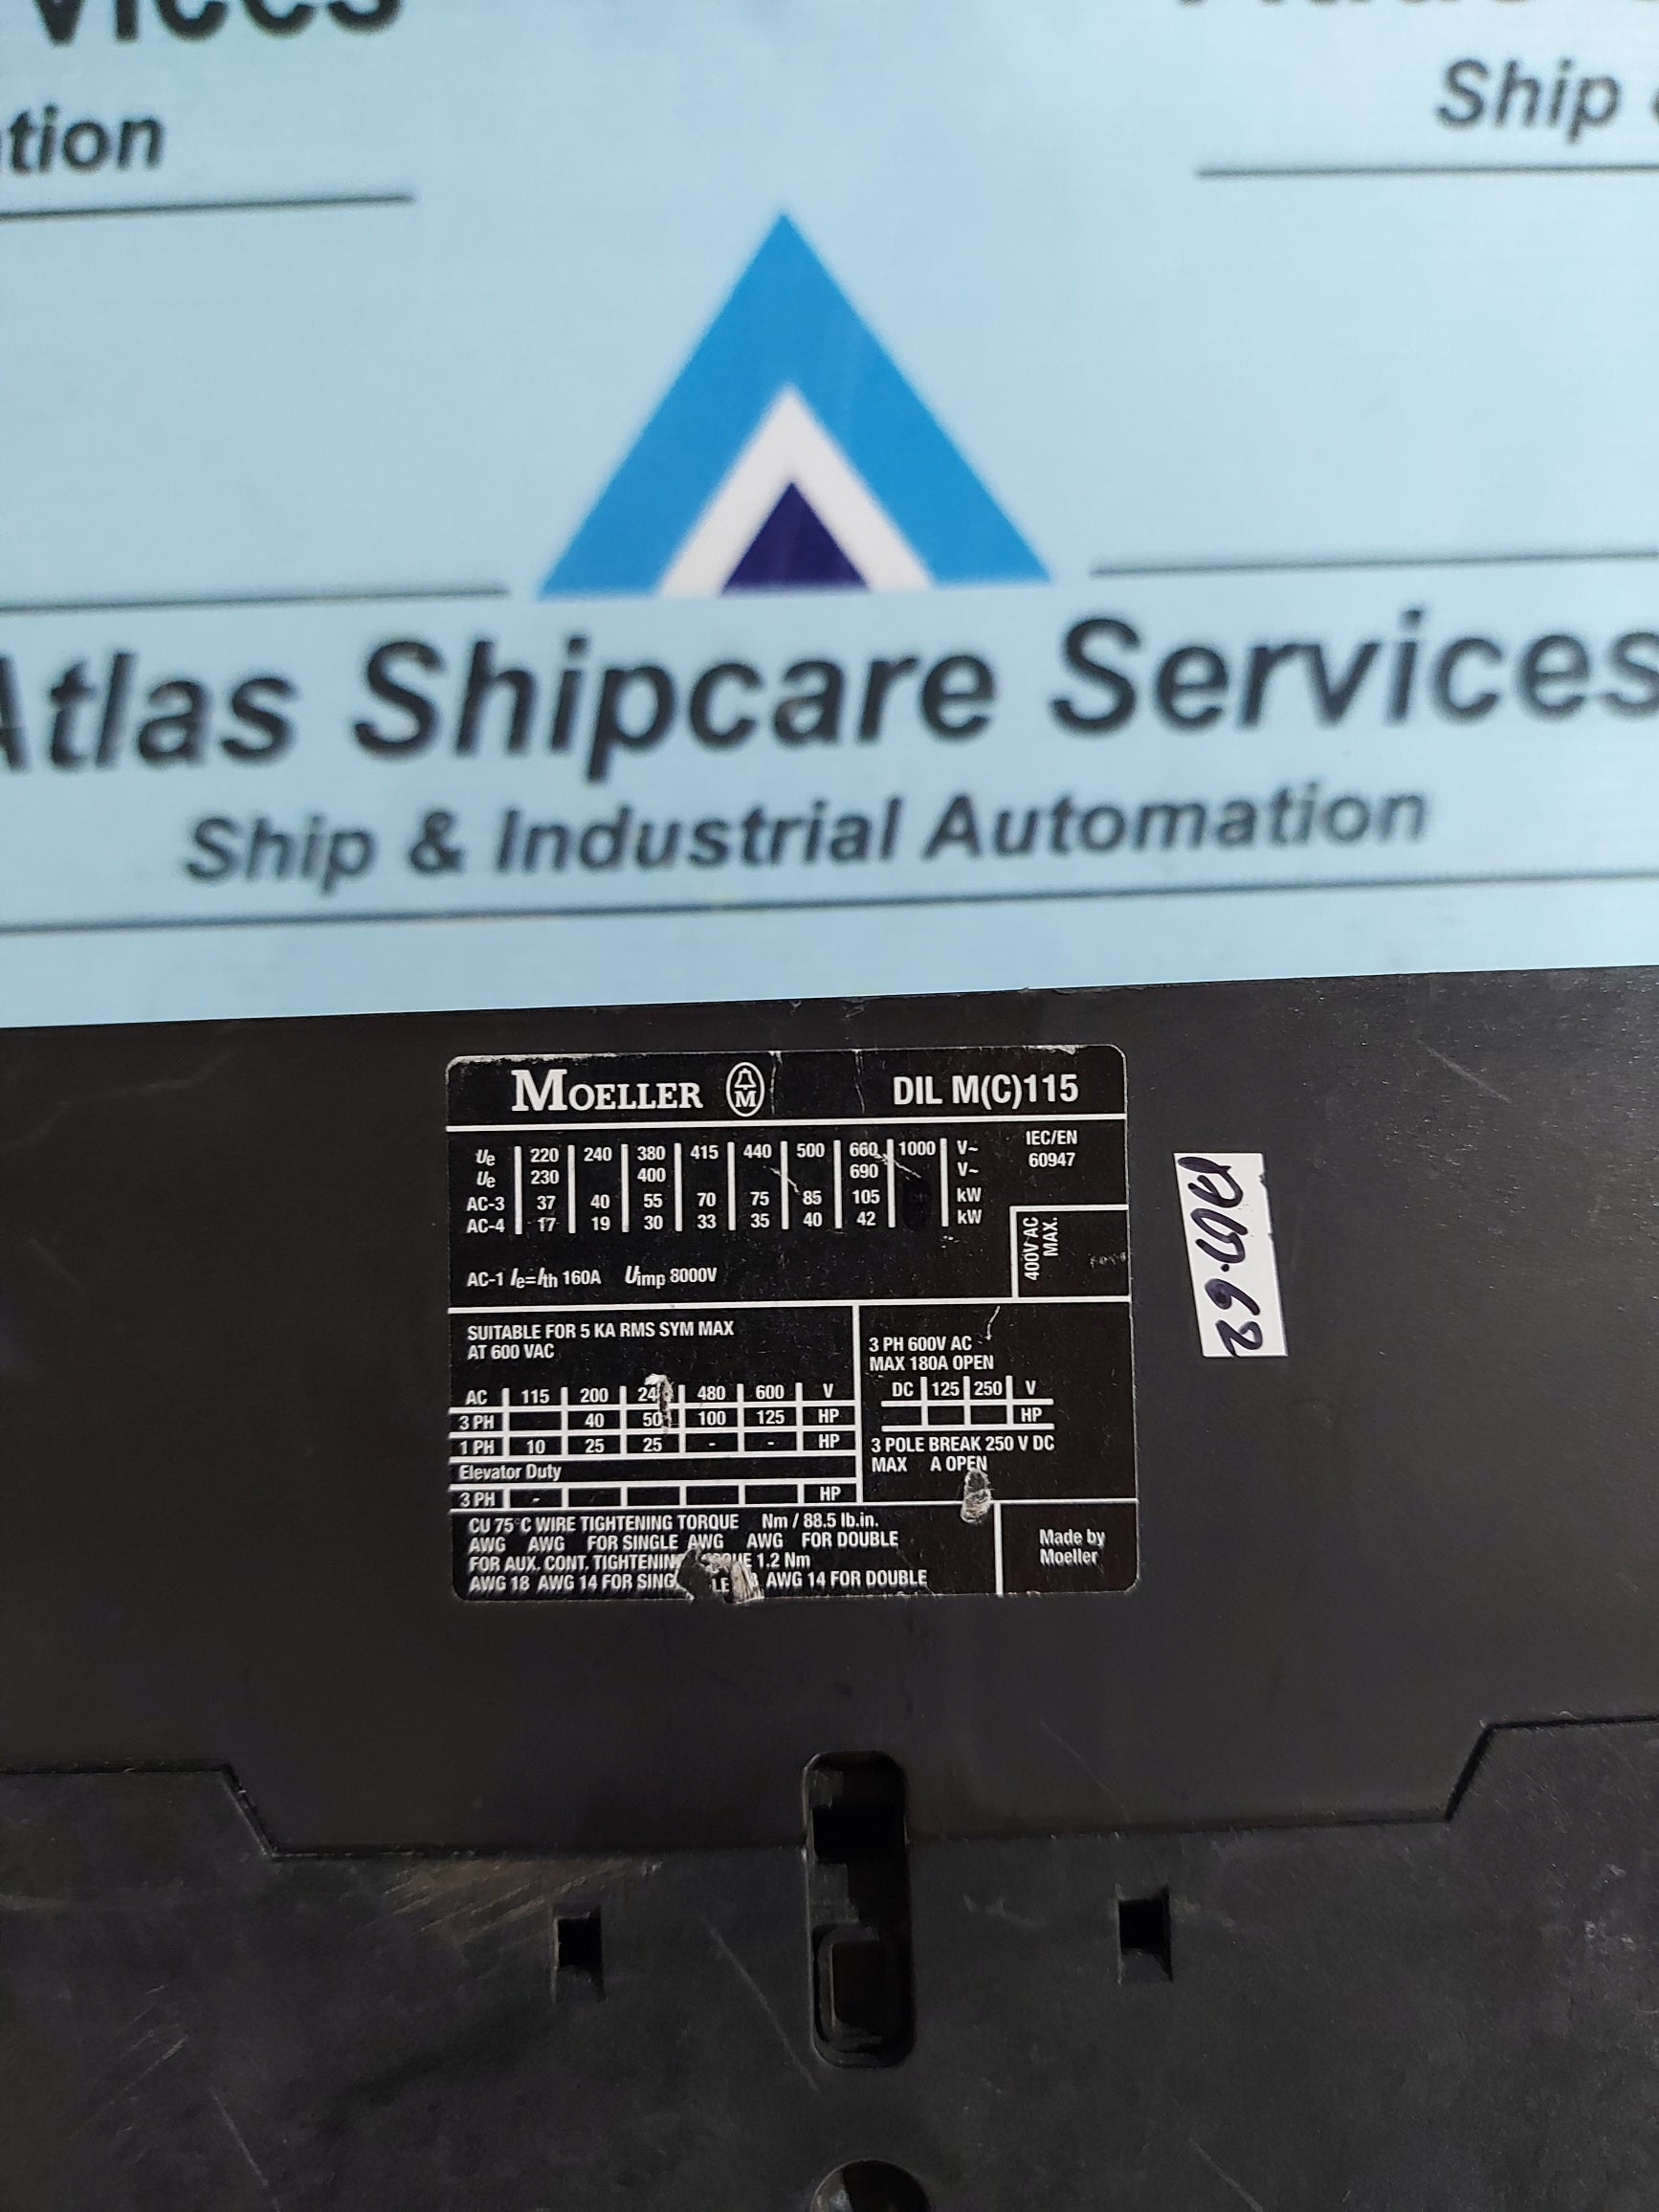 vices
tion
Ship
Atlas Shipcare Services
Ship & Industrial Automation
MOELLER DIL M(C)115
Ue 220 240 380 415 440 500 660 1000 V~
Ue 230 400 690 V~
AC-3 37 40 55 70 75 85 105 kW
AC-4 17 19 30 33 35 40 42 kW
IEC/EN
60947
400V AC
MAX.
AC-1 Ie=Ith 160A Uimp 8000V
SUITABLE FOR 5 KA RMS SYM MAX
AT 600 VAC
AC 115 200 24 480 600 V
3 PH 40 50 100 125 HP
1 PH 10 25 25 - - HP
Elevator Duty
3 PH - HP
3 PH 600V AC
MAX 180A OPEN
DC 125 250 V
HP
3 POLE BREAK 250 V DC
MAX A OPEN
CU 75°C WIRE TIGHTENING TORQUE Nm / 88.5 lb.in.
AWG AWG FOR SINGLE AWG AWG FOR DOUBLE
FOR AUX. CONT. TIGHTENING TORQUE 1.2 Nm
AWG 18 AWG 14 FOR SING LE AWG 14 FOR DOUBLE
Made by
Moeller